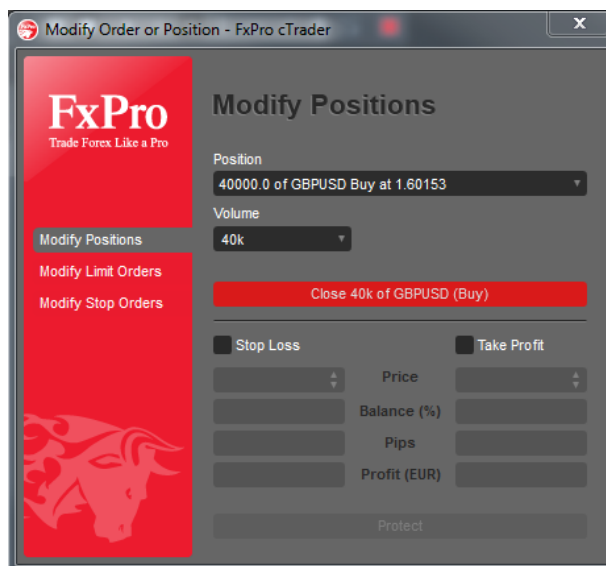 Modify Order or Position - FxPro cTrader
X
FxPro
Trade Forex Like a Pro
Modify Positions
Modify Limit Orders
Modify Stop Orders
Modify Positions
Position
40000.0 of GBPUSD Buy at 1.60153
Volume
40k
Close 40k of GBPUSD (Buy)
Stop Loss
Take Profit
Price
Balance (%)
Pips
Profit (EUR)
Protect